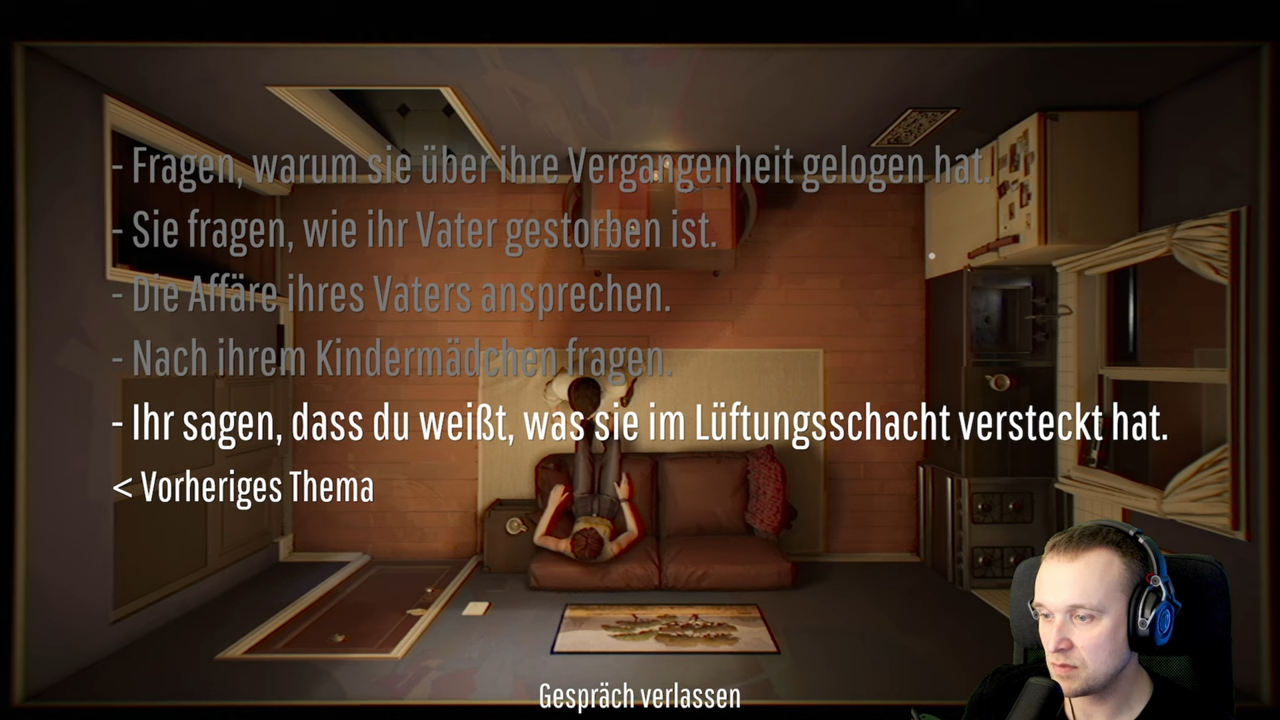 - Fragen, warum sie über ihre Vergangenheit gelogen hat.
- Sie fragen, wie ihr Vater gestorben ist.
- Die Affäre ihres Vaters ansprechen.
- Nach ihrem Kindermädchen fragen.
- Ihr sagen, dass du weißt, was sie im Lüftungsschacht versteckt hat.
< Vorheriges Thema
Gespräch verlassen